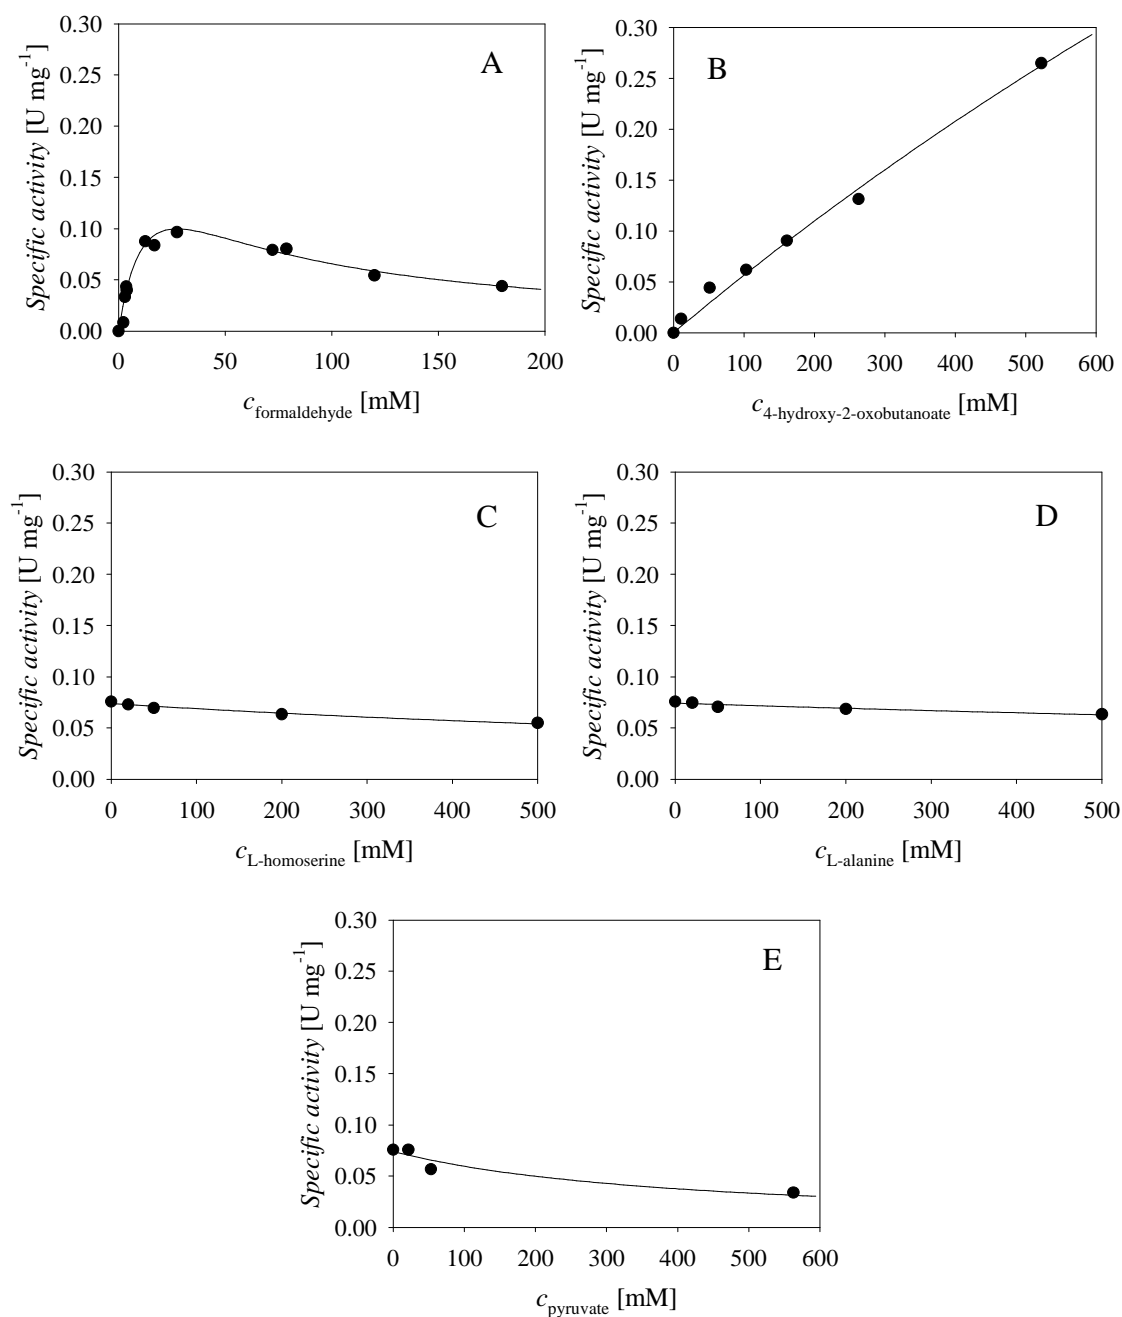 A
Specific activity [U mg-1]
0.30
0.25
0.20
0.15
0.10
0.05
0.00
0 50 100 150 200
cformaldehyde [mM]
B
Specific activity [U mg-1]
0.30
0.25
0.20
0.15
0.10
0.05
0.00
0 100 200 300 400 500 600
c4-hydroxy-2-oxobutanoate [mM]
C
Specific activity [U mg-1]
0.30
0.25
0.20
0.15
0.10
0.05
0.00
0 100 200 300 400 500
cL-homoserine [mM]
D
Specific activity [U mg-1]
0.30
0.25
0.20
0.15
0.10
0.05
0.00
0 100 200 300 400 500
cL-alanine [mM]
E
Specific activity [U mg-1]
0.30
0.25
0.20
0.15
0.10
0.05
0.00
0 100 200 300 400 500 600
cpyruvate [mM]